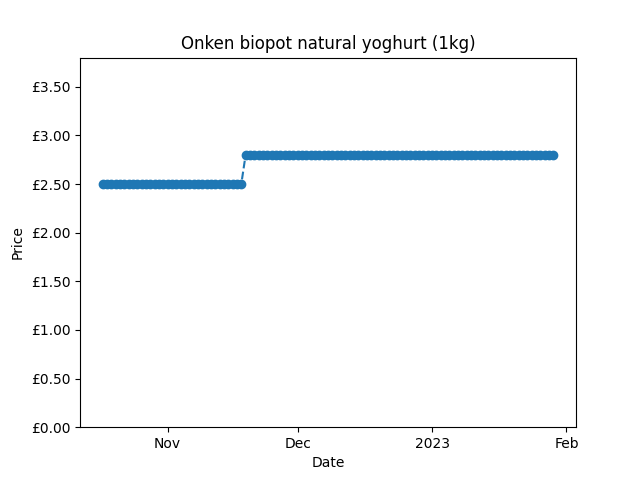 Onken biopot natural yoghurt (1kg)
£3.50
£3.00
£2.50
£2.00
£1.50
£1.00
£0.50
£0.00
Price
Nov
Dec
2023
Feb
Date